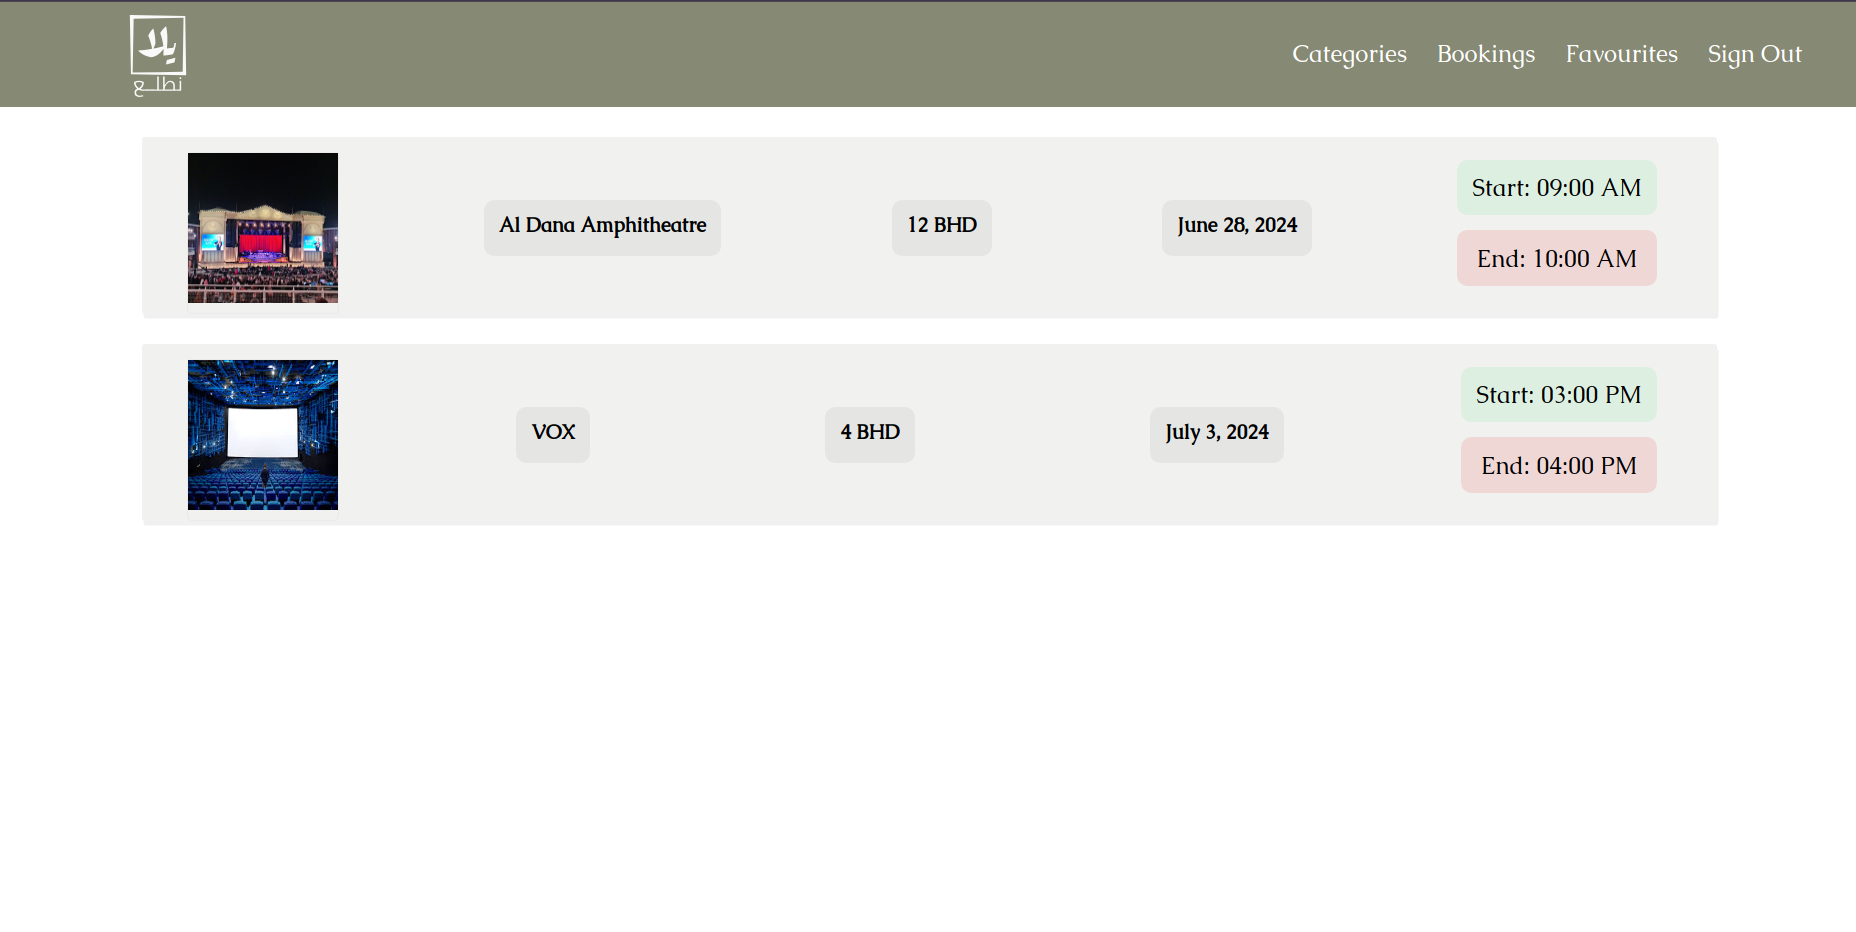 يلا
نطلع
Categories Bookings Favourites Sign Out
Al Dana Amphitheatre
12 BHD
June 28, 2024
Start: 09:00 AM
End: 10:00 AM
VOX
4 BHD
July 3, 2024
Start: 03:00 PM
End: 04:00 PM